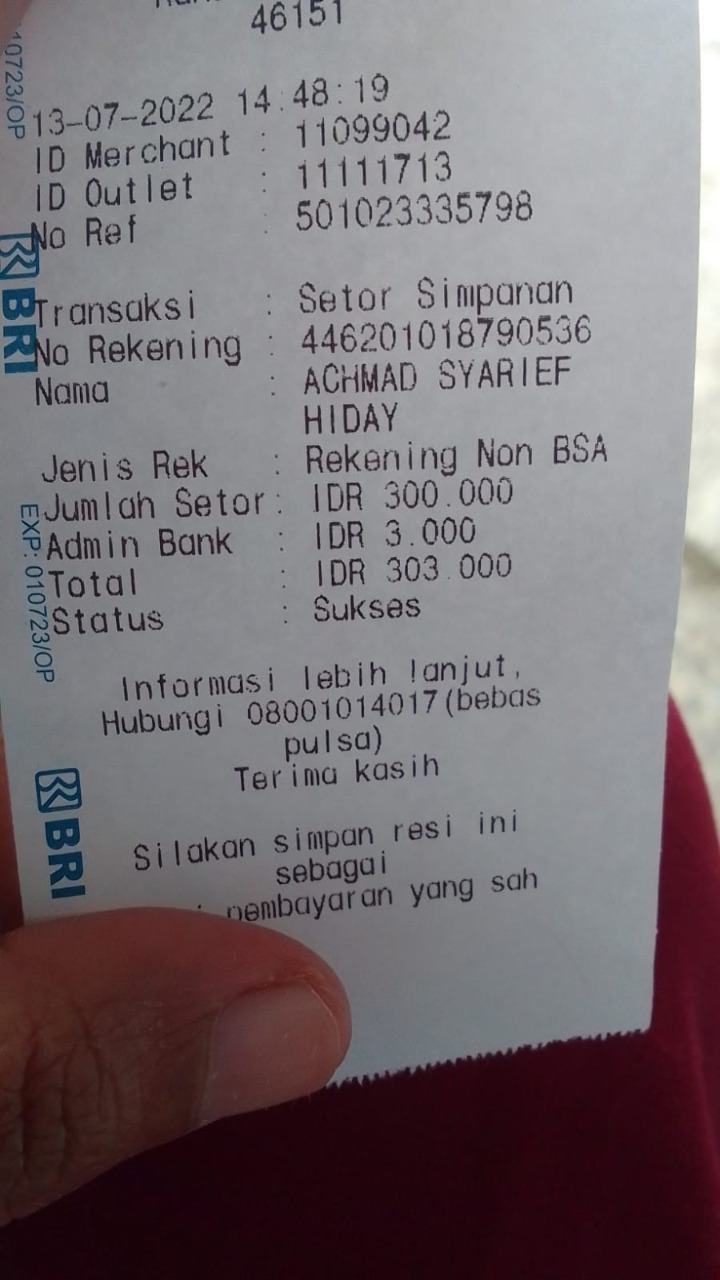 46151
13-07-2022 14:48:19
ID Merchant : 11099042
ID Outlet : 11111713
No Ref : 501023335798
Transaksi : Setor Simpanan
No Rekening : 446201018790536
Nama : ACHMAD SYARIEF
HIDAY
Jenis Rek : Rekening Non BSA
Jumlah Setor: IDR 300.000
Admin Bank : IDR 3.000
Total : IDR 303.000
Status : Sukses
Informasi lebih lanjut,
Hubungi 08001014017(bebas
pulsa)
Terima kasih
Silakan simpan resi ini
sebagai
pembayaran yang sah
10723/OP
BRI
EXP: 010723/OP
BRI